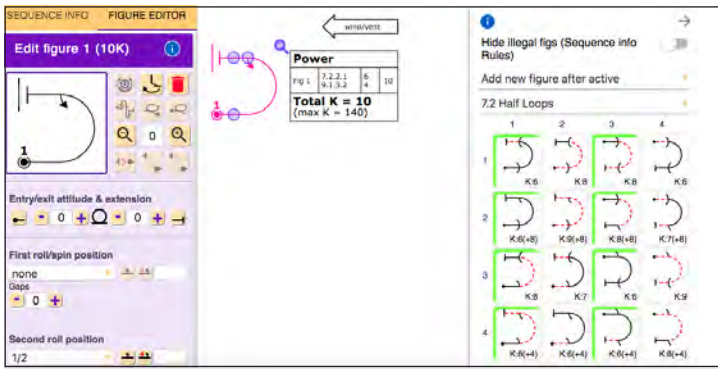 SEQUENCE INFO
FIGURE EDITOR
Edit figure 1 (10K)
1
0
Entry/exit attitude & extension
- 0 + - 0 +
First roll/spin position
none
Gaps
- 0 +
Second roll position
1/2
wind/vent
1
Power
Fig 1 7.2.2.1 6 10
9.1.3.2 4
Total K = 10
(max K = 140)
Hide illegal figs (Sequence info
Rules)
Add new figure after active
7.2 Half Loops
1 2 3 4
1
K:6 K:8 K:8 K:6
2
K:6(+8) K:9(+8) K:8(+8) K:7(+8)
3
K:8 K:7 K:6 K:9
4
K:8(+4) K:6(+4) K:6(+4) K:8(+4)